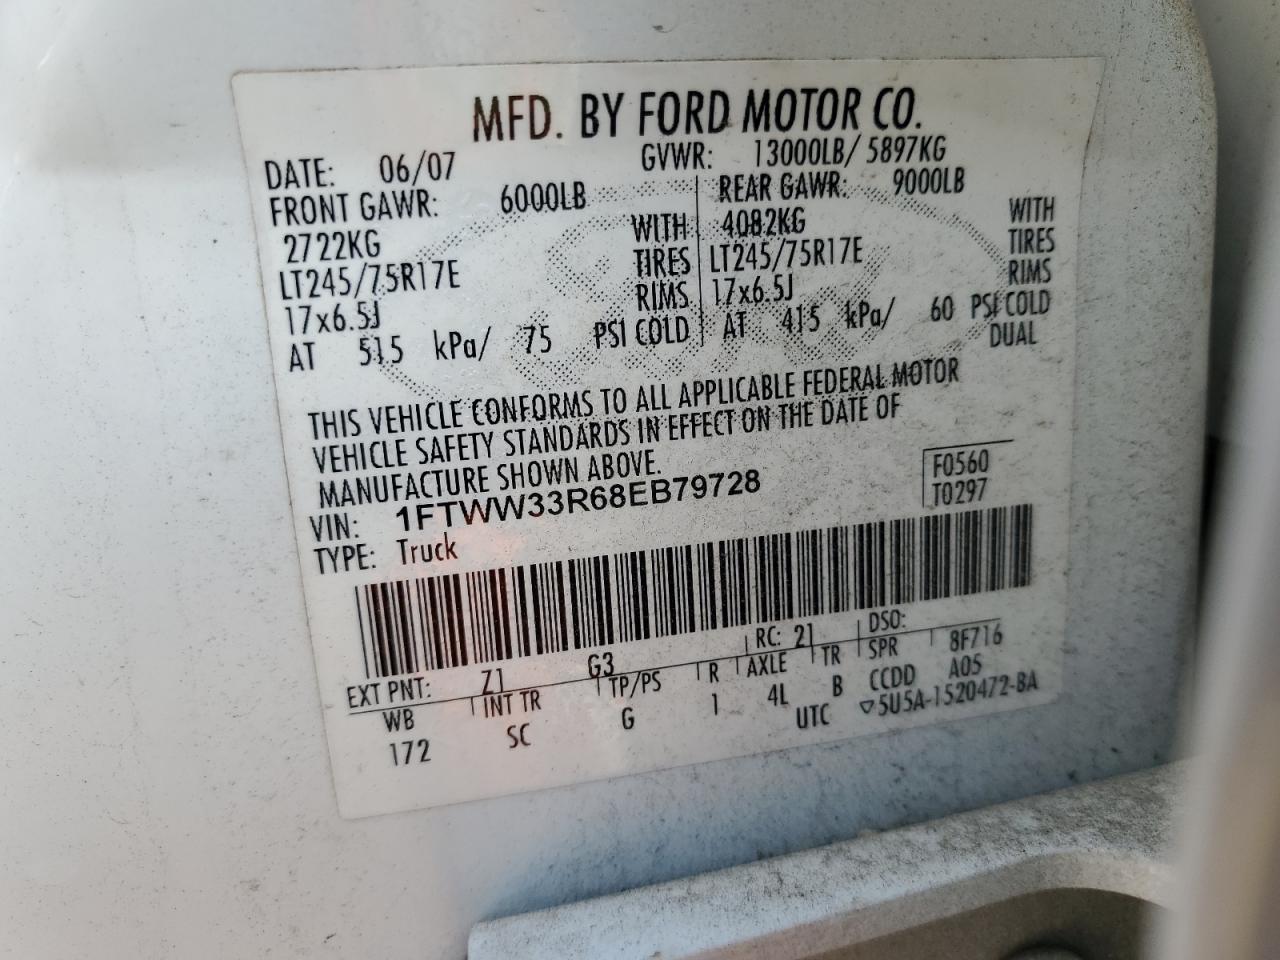 MFD. BY FORD MOTOR CO.
DATE: 06/07 GVWR: 13000LB/ 5897KG
FRONT GAWR: 6000LB REAR GAWR: 9000LB
2722KG WITH 4082KG WITH
LT245/75R17E TIRES LT245/75R17E TIRES
17x6.5J RIMS 17x6.5J RIMS
AT 515 kPa/ 75 PSI COLD AT 415 kPa/ 60 PSI COLD
DUAL
THIS VEHICLE CONFORMS TO ALL APPLICABLE FEDERAL MOTOR
VEHICLE SAFETY STANDARDS IN EFFECT ON THE DATE OF
MANUFACTURE SHOWN ABOVE.
VIN: 1FTWW33R68EB79728
F0560
T0297
TYPE: Truck
EXT PNT: Z1 G3 RC: 21 DSO:
WB INT TR TP/PS R AXLE TR SPR 8F716
172 SC G 1 4L B CCDD A05
UTC ▽5U5A-1520472-BA